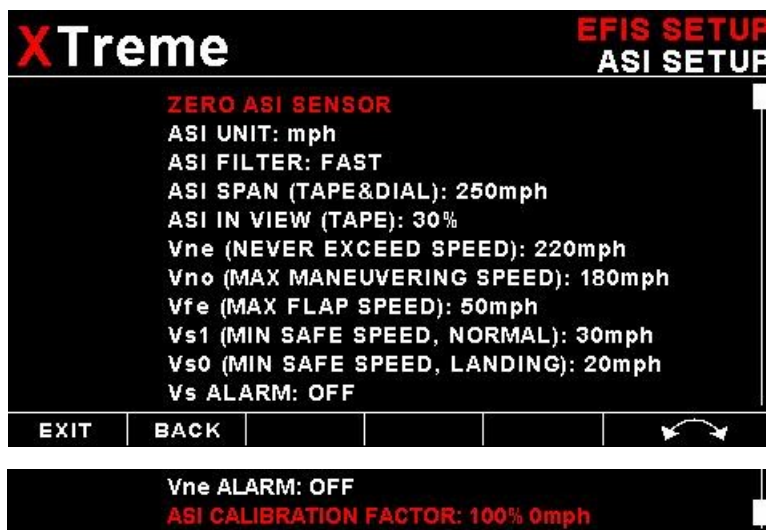 XTreme
EFIS SETUP
ASI SETUP
ZERO ASI SENSOR
ASI UNIT: mph
ASI FILTER: FAST
ASI SPAN (TAPE&DIAL): 250mph
ASI IN VIEW (TAPE): 30%
Vne (NEVER EXCEED SPEED): 220mph
Vno (MAX MANEUVERING SPEED): 180mph
Vfe (MAX FLAP SPEED): 50mph
Vs1 (MIN SAFE SPEED, NORMAL): 30mph
Vs0 (MIN SAFE SPEED, LANDING): 20mph
Vs ALARM: OFF
EXIT BACK
Vne ALARM: OFF
ASI CALIBRATION FACTOR: 100% 0mph